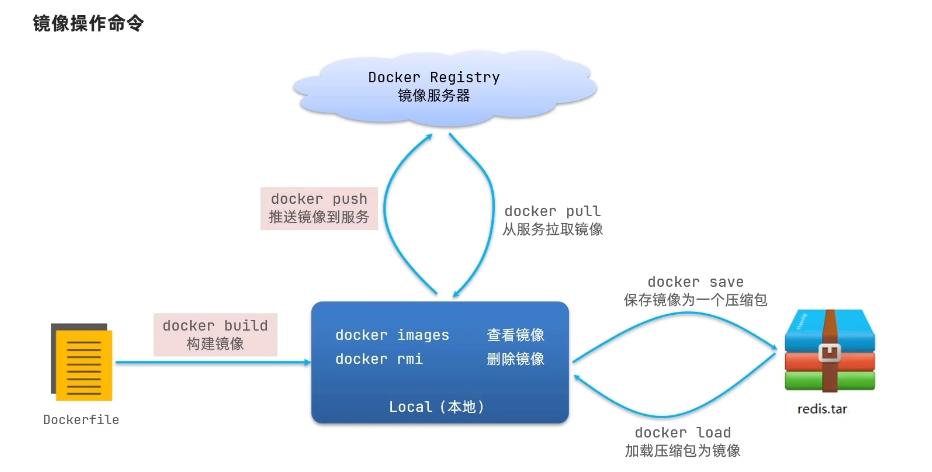 镜像操作命令
Docker Registry
镜像服务器
docker push
推送镜像到服务
docker pull
从服务拉取镜像
docker save
保存镜像为一个压缩包
docker build
构建镜像
docker images 查看镜像
docker rmi 删除镜像
Local（本地）
Dockerfile
redis.tar
docker load
加载压缩包为镜像